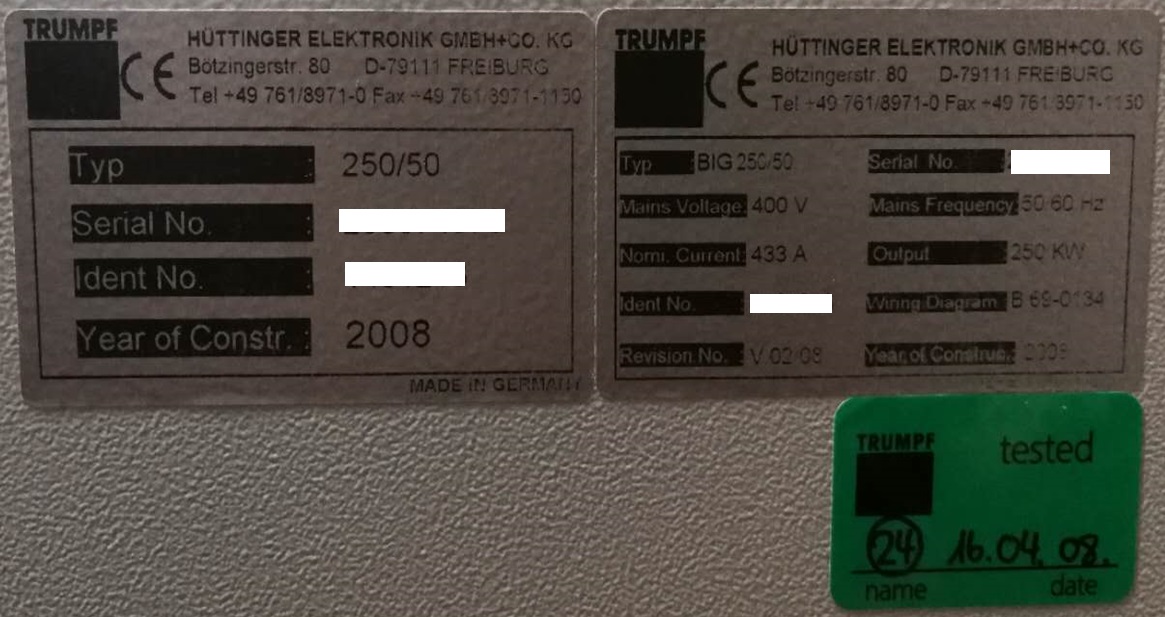 TRUMPF
HÜTTINGER ELEKTRONIK GMBH+CO. KG
Bötzingerstr. 80 D-79111 FREIBURG
Tel +49 761/8971-0 Fax +49 761/8971-1150
Typ : 250/50
Serial No. :
Ident No. :
Year of Constr. : 2008
MADE IN GERMANY
TRUMPF
HÜTTINGER ELEKTRONIK GMBH+CO. KG
Bötzingerstr. 80 D-79111 FREIBURG
Tel +49 761/8971-0 Fax +49 761/8971-1150
Typ : BIG 250/50 Serial No. :
Mains Voltage: 400 V Mains Frequency: 50/60 Hz
Nomi. Current: 433 A Output : 250 KW
Ident No. : Wiring Diagram: B 69-0134
Revision No. : V 02/08 Year of Construc.: 2008
TRUMPF
tested
24 16.04.08.
name date